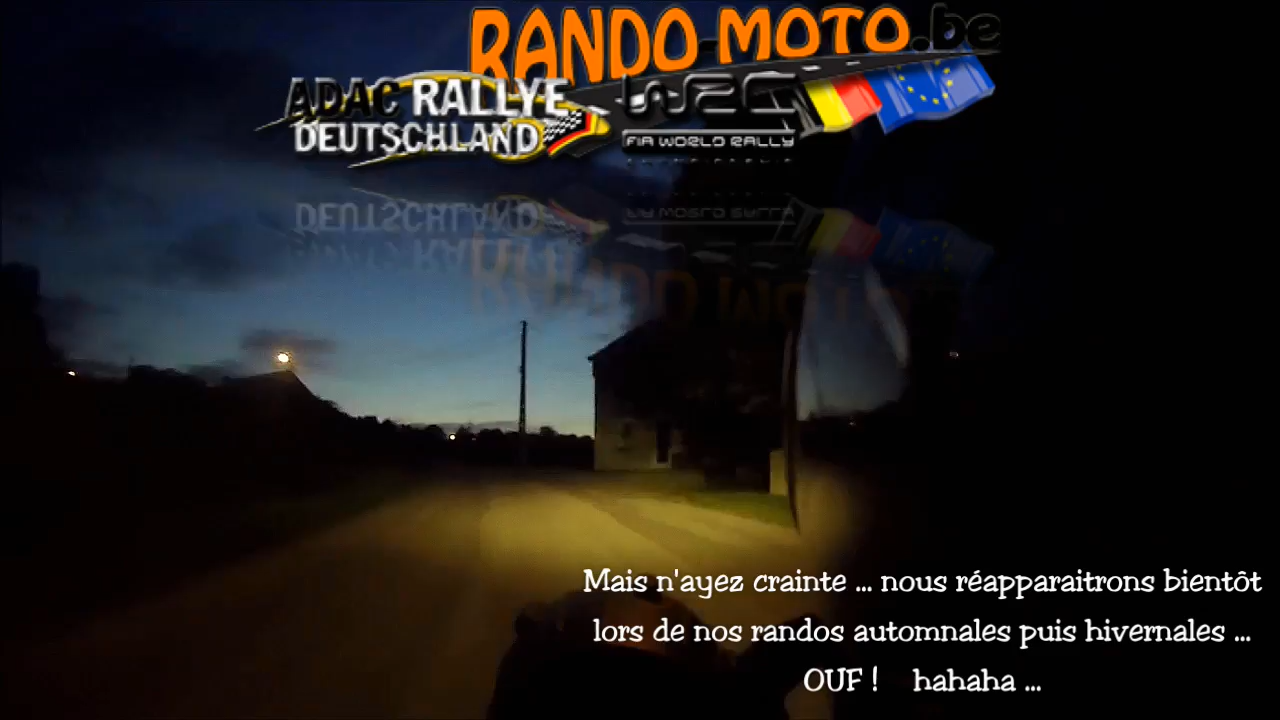 RANDO-MOTO.be
ADAC RALLYE
DEUTSCHLAND
WRC
FIA WORLD RALLY
Mais n'ayez crainte ... nous réapparaitrons bientôt
lors de nos randos automnales puis hivernales ...
OUF ! hahaha ...